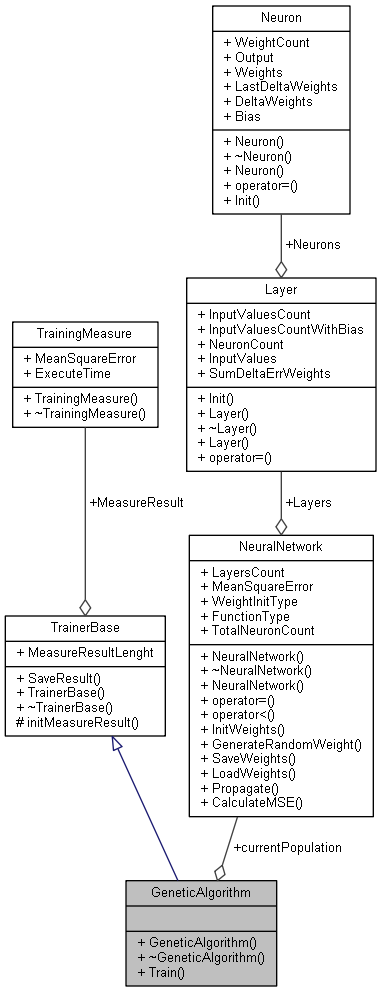 Neuron
+ WeightCount
+ Output
+ Weights
+ LastDeltaWeights
+ DeltaWeights
+ Bias
+ Neuron()
+ ~Neuron()
+ Neuron()
+ operator=()
+ Init()
+Neurons
Layer
+ InputValuesCount
+ InputValuesCountWithBias
+ NeuronCount
+ InputValues
+ SumDeltaErrWeights
+ Init()
+ Layer()
+ ~Layer()
+ Layer()
+ operator=()
TrainingMeasure
+ MeanSquareError
+ ExecuteTime
+ TrainingMeasure()
+ ~TrainingMeasure()
+MeasureResult
+Layers
NeuralNetwork
+ LayersCount
+ MeanSquareError
+ WeightInitType
+ FunctionType
+ TotalNeuronCount
+ NeuralNetwork()
+ ~NeuralNetwork()
+ NeuralNetwork()
+ operator=()
+ operator<()
+ InitWeights()
+ GenerateRandomWeight()
+ SaveWeights()
+ LoadWeights()
+ Propagate()
+ CalculateMSE()
TrainerBase
+ MeasureResultLenght
+ SaveResult()
+ TrainerBase()
+ ~TrainerBase()
# initMeasureResult()
+currentPopulation
GeneticAlgorithm
+ GeneticAlgorithm()
+ ~GeneticAlgorithm()
+ Train()